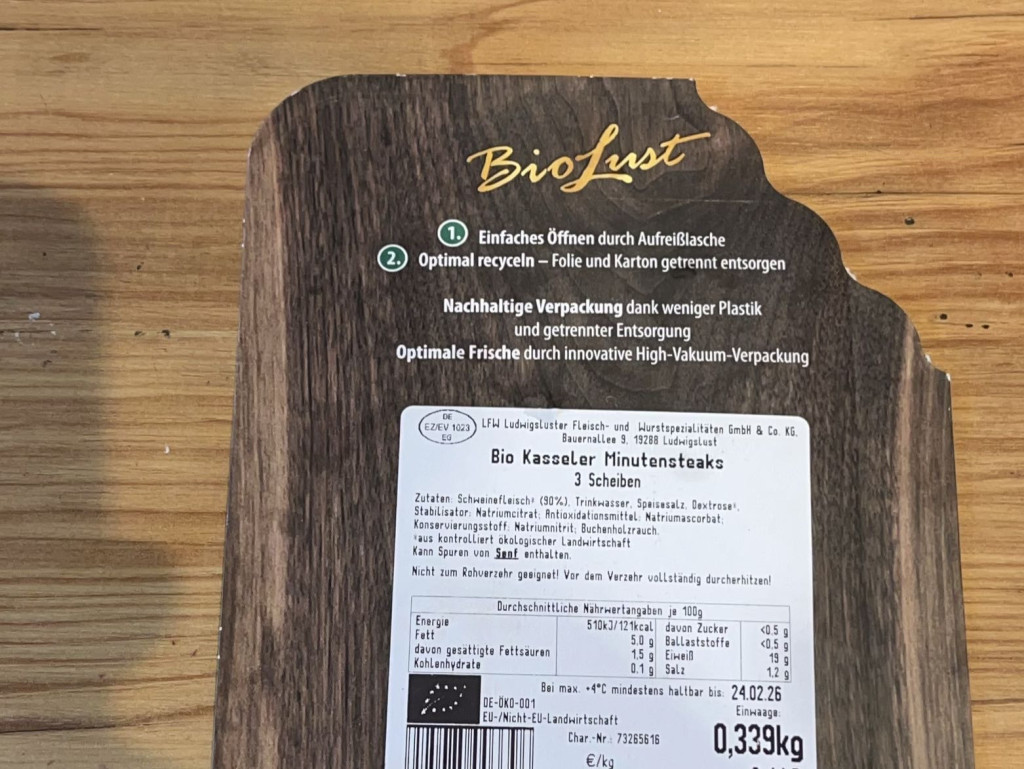 BioLust
1. Einfaches Öffnen durch Aufreißlasche
2. Optimal recyceln – Folie und Karton getrennt entsorgen
Nachhaltige Verpackung dank weniger Plastik
und getrennter Entsorgung
Optimale Frische durch innovative High-Vakuum-Verpackung
DE
EZ/EV 1023
EG
LFW Ludwigsluster Fleisch- und Wurstspezialitäten GmbH & Co. KG.
Bauernallee 9, 19288 Ludwigslust
Bio Kasseler Minutensteaks
3 Scheiben
Zutaten: Schweinefleisch* (90%), Trinkwasser, Speisesalz, Dextrose*,
Stabilisator: Natriumcitrat; Antioxidationsmittel: Natriumascorbat;
Konservierungsstoff: Natriumnitrit; Buchenholzrauch.
*aus kontrolliert ökologischer Landwirtschaft
Kann Spuren von Senf enthalten.
Nicht zum Rohverzehr geeignet! Vor dem Verzehr vollständig durcherhitzen!
Durchschnittliche Nährwertangaben je 100g
Energie 510kJ/121kcal davon Zucker <0.5 g
Fett 5.0 g Ballaststoffe <0.5 g
davon gesättigte Fettsäuren 1.5 g Eiweiß 19 g
Kohlenhydrate 0.1 g Salz 1,2 g
Bei max. +4°C mindestens haltbar bis: 24.02.26
DE-ÖKO-001
EU-/Nicht-EU-Landwirtschaft
Einwaage:
Char.-Nr.: 73265616
0,339kg
€/kg